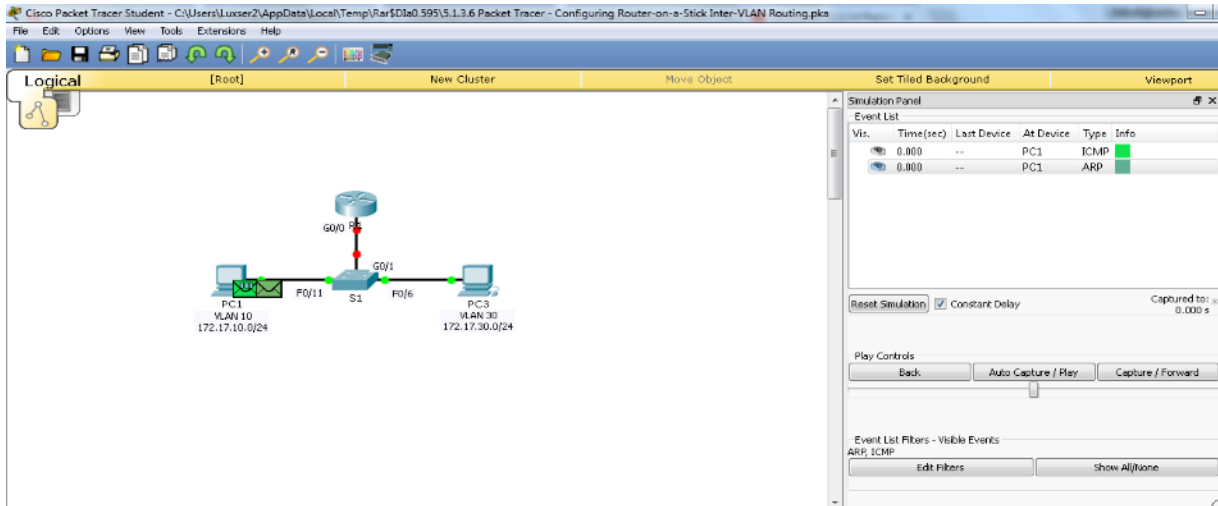 Cisco Packet Tracer Student - C:\Users\Luxser2\AppData\Local\Temp\Rar$DIa0.595\5.1.3.6 Packet Tracer - Configuring Router-on-a-Stick Inter-VLAN Routing.pka
File Edit Options View Tools Extensions Help
Logical [Root] New Cluster Move Object Set Tiled Background Viewport
Simulation Panel
Event List
Vis. Time(sec) Last Device At Device Type Info
0.000 -- PC1 ICMP
0.000 -- PC1 ARP
G0/0
G0/1
F0/11 S1 F0/6
PC1
VLAN 10
172.17.10.0/24
PC3
VLAN 30
172.17.30.0/24
Reset Simulation Constant Delay Captured to:
0.000 s
Play Controls
Back Auto Capture / Play Capture / Forward
Event List Filters - Visible Events
ARP, ICMP
Edit Filters Show All/None